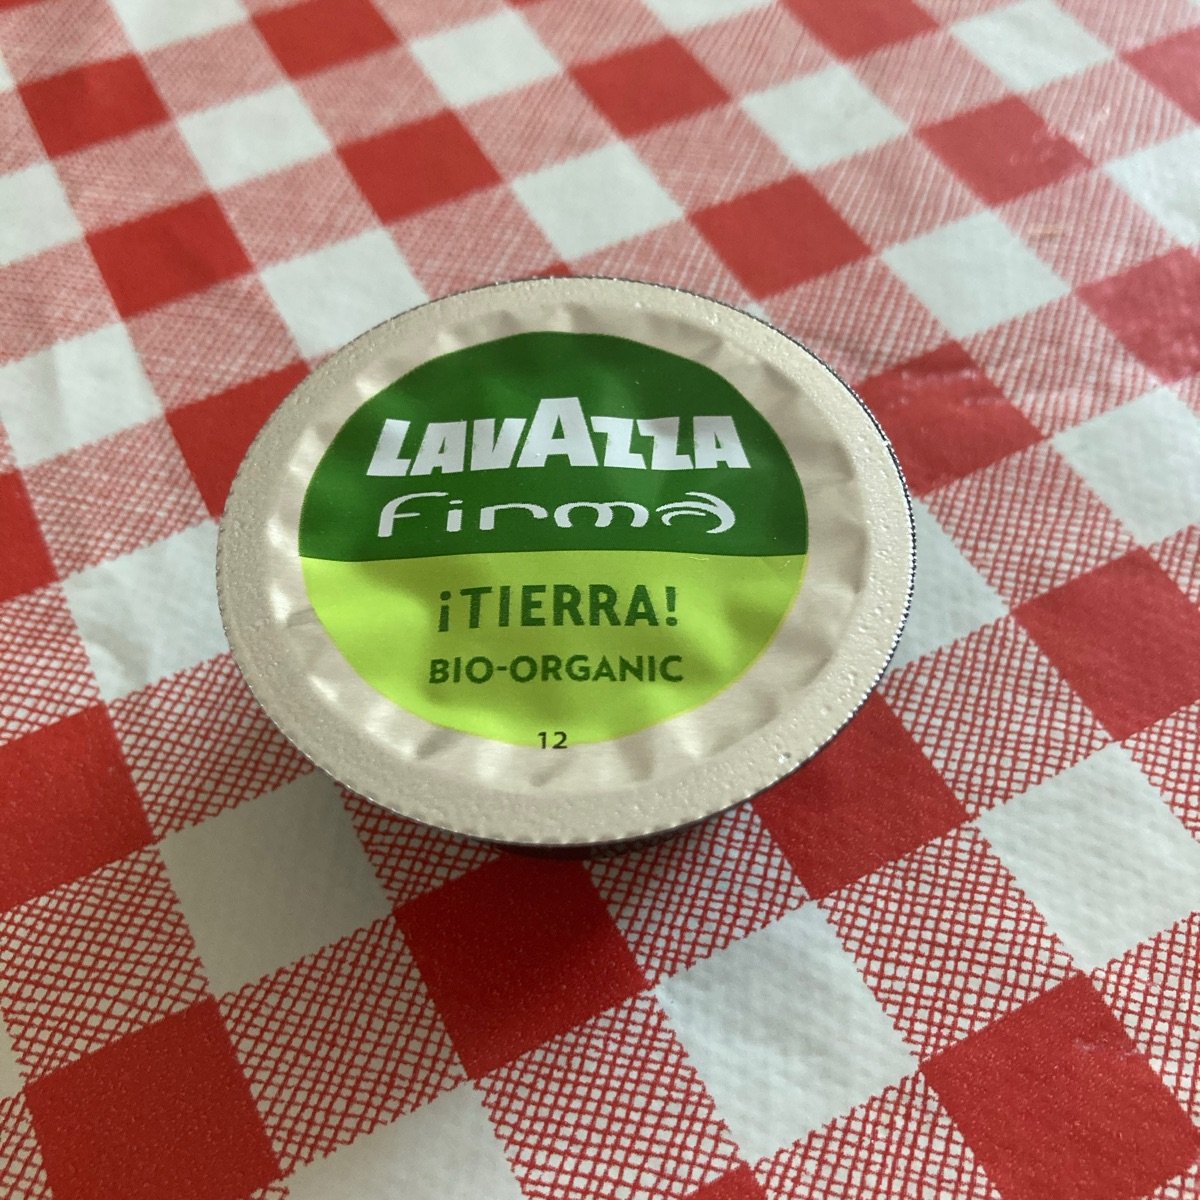 LAVAZZA
Firma
¡TIERRA!
BIO-ORGANIC
12